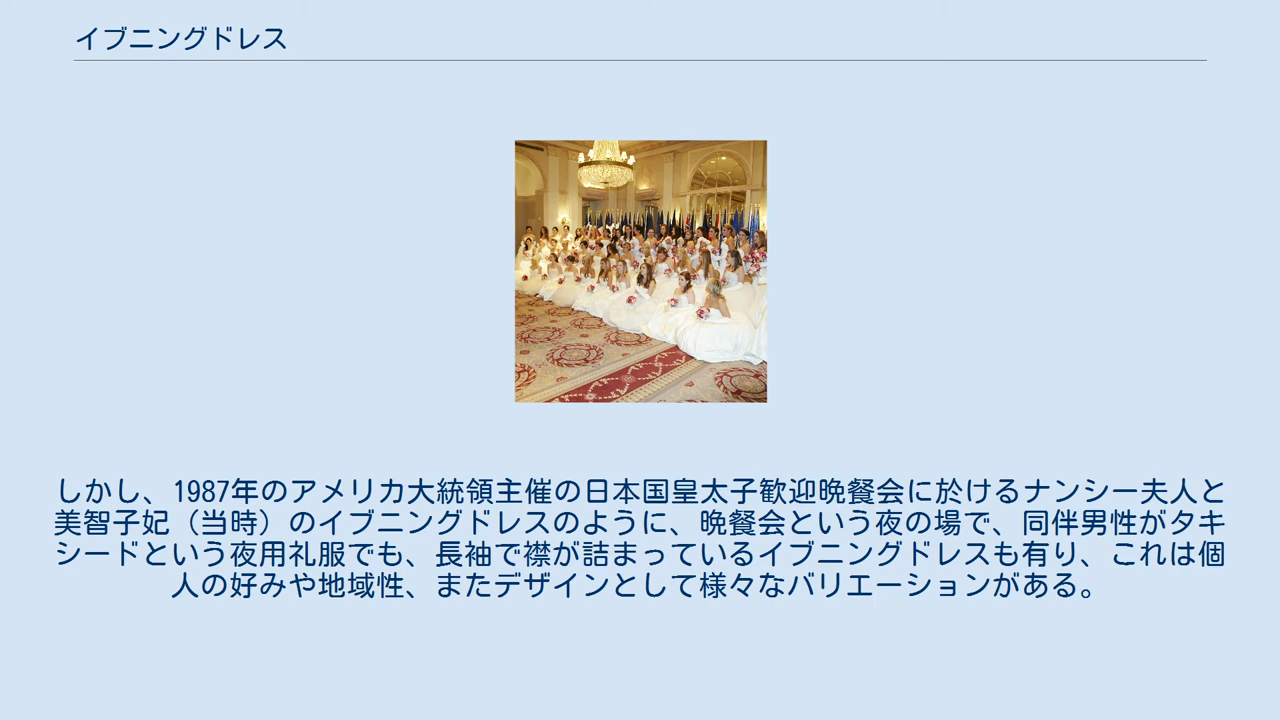 イブニングドレス
しかし、1987年のアメリカ大統領主催の日本国皇太子歓迎晩餐会に於けるナンシー夫人と
美智子妃（当時）のイブニングドレスのように、晩餐会という夜の場で、同伴男性がタキ
シードという夜用礼服でも、長袖で襟が詰まっているイブニングドレスも有り、これは個
人の好みや地域性、またデザインとして様々なバリエーションがある。